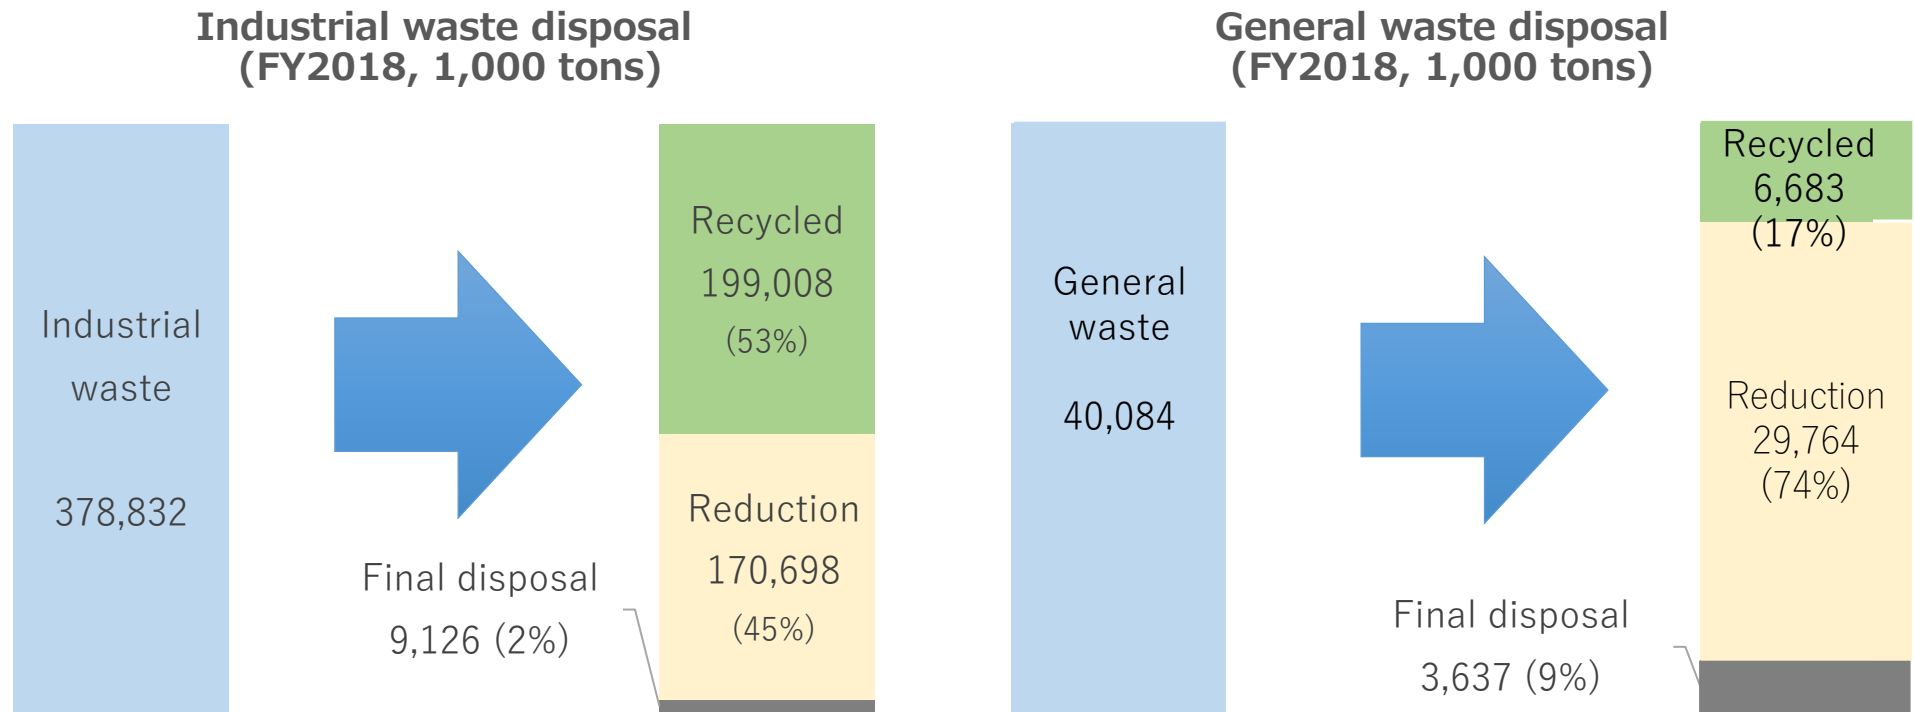 Industrial waste disposal
(FY2018, 1,000 tons)
Industrial
waste
378,832
Recycled
199,008
(53%)
Reduction
170,698
(45%)
Final disposal
9,126 (2%)
General waste disposal
(FY2018, 1,000 tons)
General
waste
40,084
Recycled
6,683
(17%)
Reduction
29,764
(74%)
Final disposal
3,637 (9%)